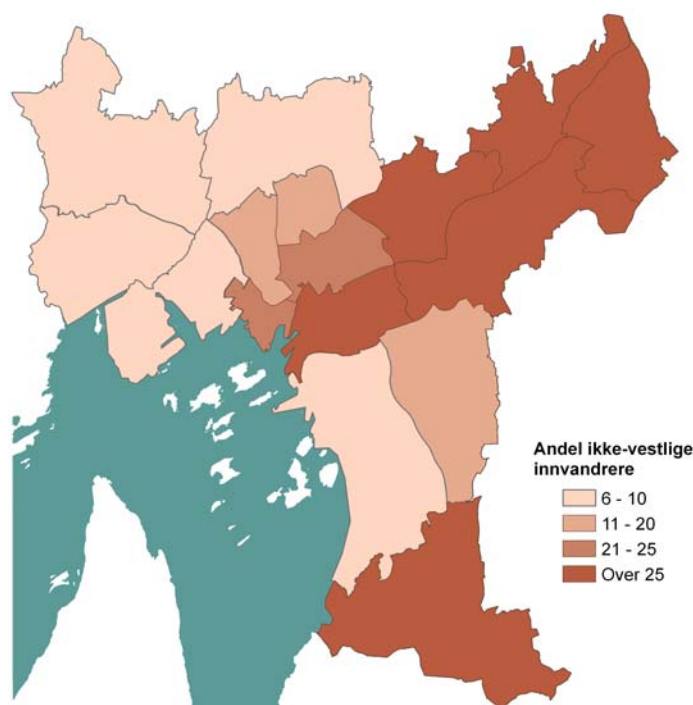 Andel ikke-vestlige
innvandrere
6 - 10
11 - 20
21 - 25
Over 25